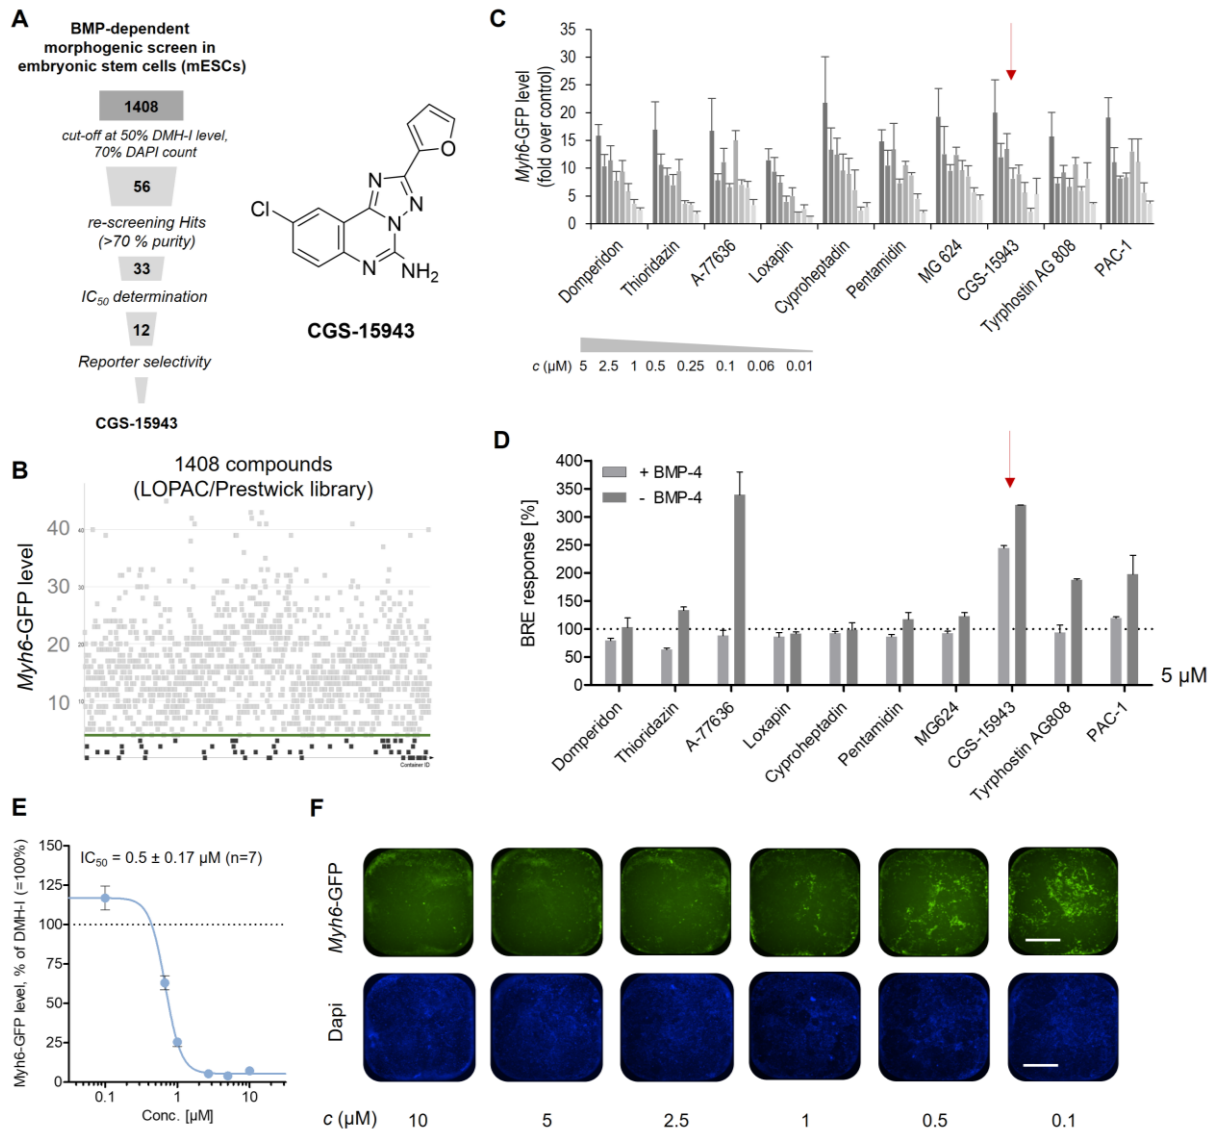 A
BMP-dependent
morphogenic screen in
embryonic stem cells (mESCs)
1408
cut-off at 50% DMH-I level,
70% DAPI count
56
re-screening Hits
(>70 % purity)
33
IC50 determination
12
Reporter selectivity
CGS-15943
Cl
O
N
N
N
N
NH2
CGS-15943
B
1408 compounds
(LOPAC/Prestwick library)
Myh6-GFP level
40
30
20
10
40
30
20
10
Container ID
C
Myh6-GFP level
(fold over control)
35
30
25
20
15
10
5
0
Domperidon
Thioridazin
A-77636
Loxapin
Cyproheptadin
Pentamidin
MG 624
CGS-15943
Tyrphostin AG 808
PAC-1
c (µM) 5 2.5 1 0.5 0.25 0.1 0.06 0.01
D
BRE response [%]
400
350
300
250
200
150
100
50
0
+ BMP-4
- BMP-4
5 µM
Domperidon
Thioridazin
A-77636
Loxapin
Cyproheptadin
Pentamidin
MG624
CGS-15943
Tyrphostin AG808
PAC-1
E
Myh6-GFP level, % of DMH-I (=100%)
150
125
100
75
50
25
0
IC50 = 0.5 ± 0.17 µM (n=7)
0.1 1 10
Conc. [µM]
F
Myh6-GFP
Dapi
c (µM) 10 5 2.5 1 0.5 0.1